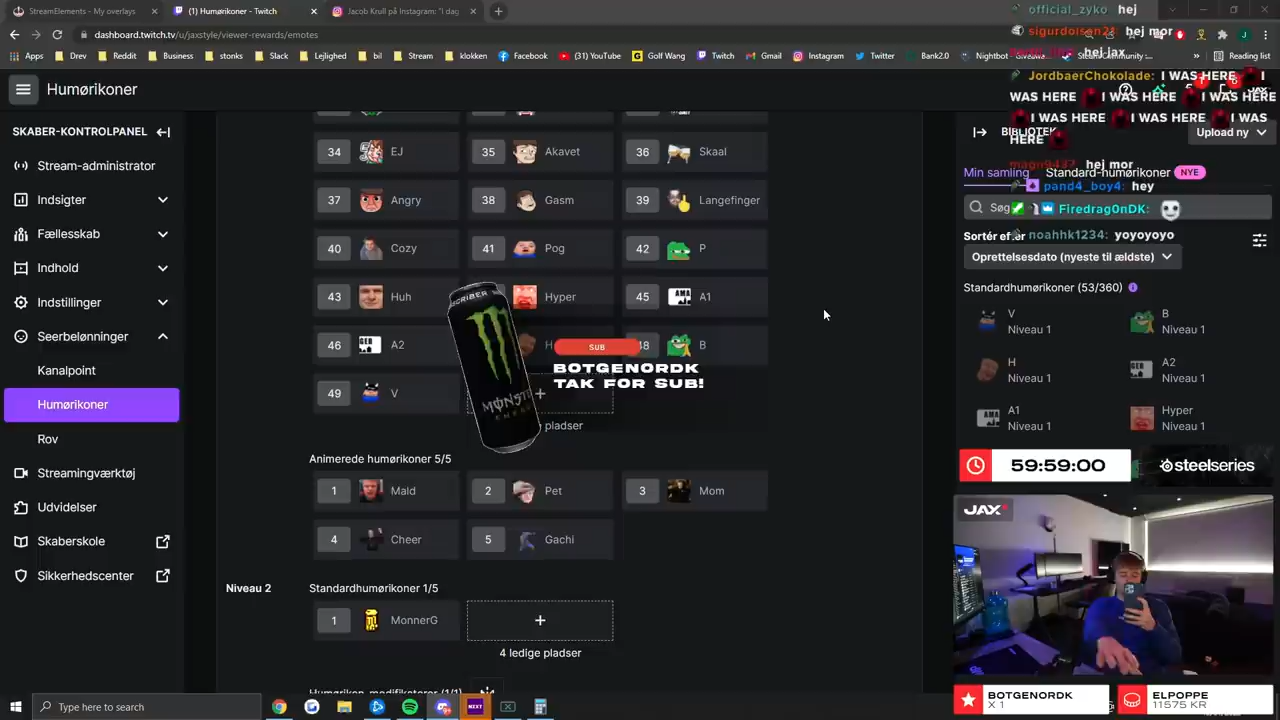 StreamElements - My overlays
(1) Humørikoner - Twitch
Jacob Krull på Instagram: "I dag
dashboard.twitch.tv/u/jaxstyle/viewer-rewards/emotes
Apps
Drev
Reddit
Business
stonks
Slack
Lejlighed
bil
Stream
klokken
Facebook
(31) YouTube
Golf Wang
Twitch
Gmail
Instagram
Twitter
Bank2.0
Nightbot
Reading list
Humørikoner
SKABER-KONTROLPANEL
Stream-administrator
Indsigter
Fællesskab
Indhold
Indstillinger
Seerbelønninger
Kanalpoint
Humørikoner
Rov
Streamingværktøj
Udvidelser
Skaberskole
Sikkerhedscenter
34 EJ
35 Akavet
36 Skaal
37 Angry
38 Gasm
39 Langefinger
40 Cozy
41 Pog
42 P
43 Huh
Hyper
45 A1
46 A2
H
48 B
49 V
pladser
SUB
BOTGENORDK
TAK FOR SUB!
MONSTER
Animerede humørikoner 5/5
1 Mald
2 Pet
3 Mom
4 Cheer
5 Gachi
Niveau 2
Standardhumørikoner 1/5
1 MonnerG
4 ledige pladser
official_zyko hej
hej mor
hej jax
JordbaerChokolade: I WAS HERE I
WAS HERE I WAS HERE I WAS HERE
I WAS HERE I WAS HERE I WAS
HERE
hej mor
pand4_boy4: hey
Firedrag0nDK:
noahhk1234: yoyoyoyo
Upload ny
Min samling
Standard-humørikoner
NYE
Søg
Sortér efter
Oprettelsesdato (nyeste til ældste)
Standardhumørikoner (53/360)
V
Niveau 1
B
Niveau 1
H
Niveau 1
A2
Niveau 1
A1
Niveau 1
Hyper
Niveau 1
59:59:00
steelseries
JAX
BOTGENORDK
X 1
ELPOPPE
11575 KR
Type here to search
NEXT